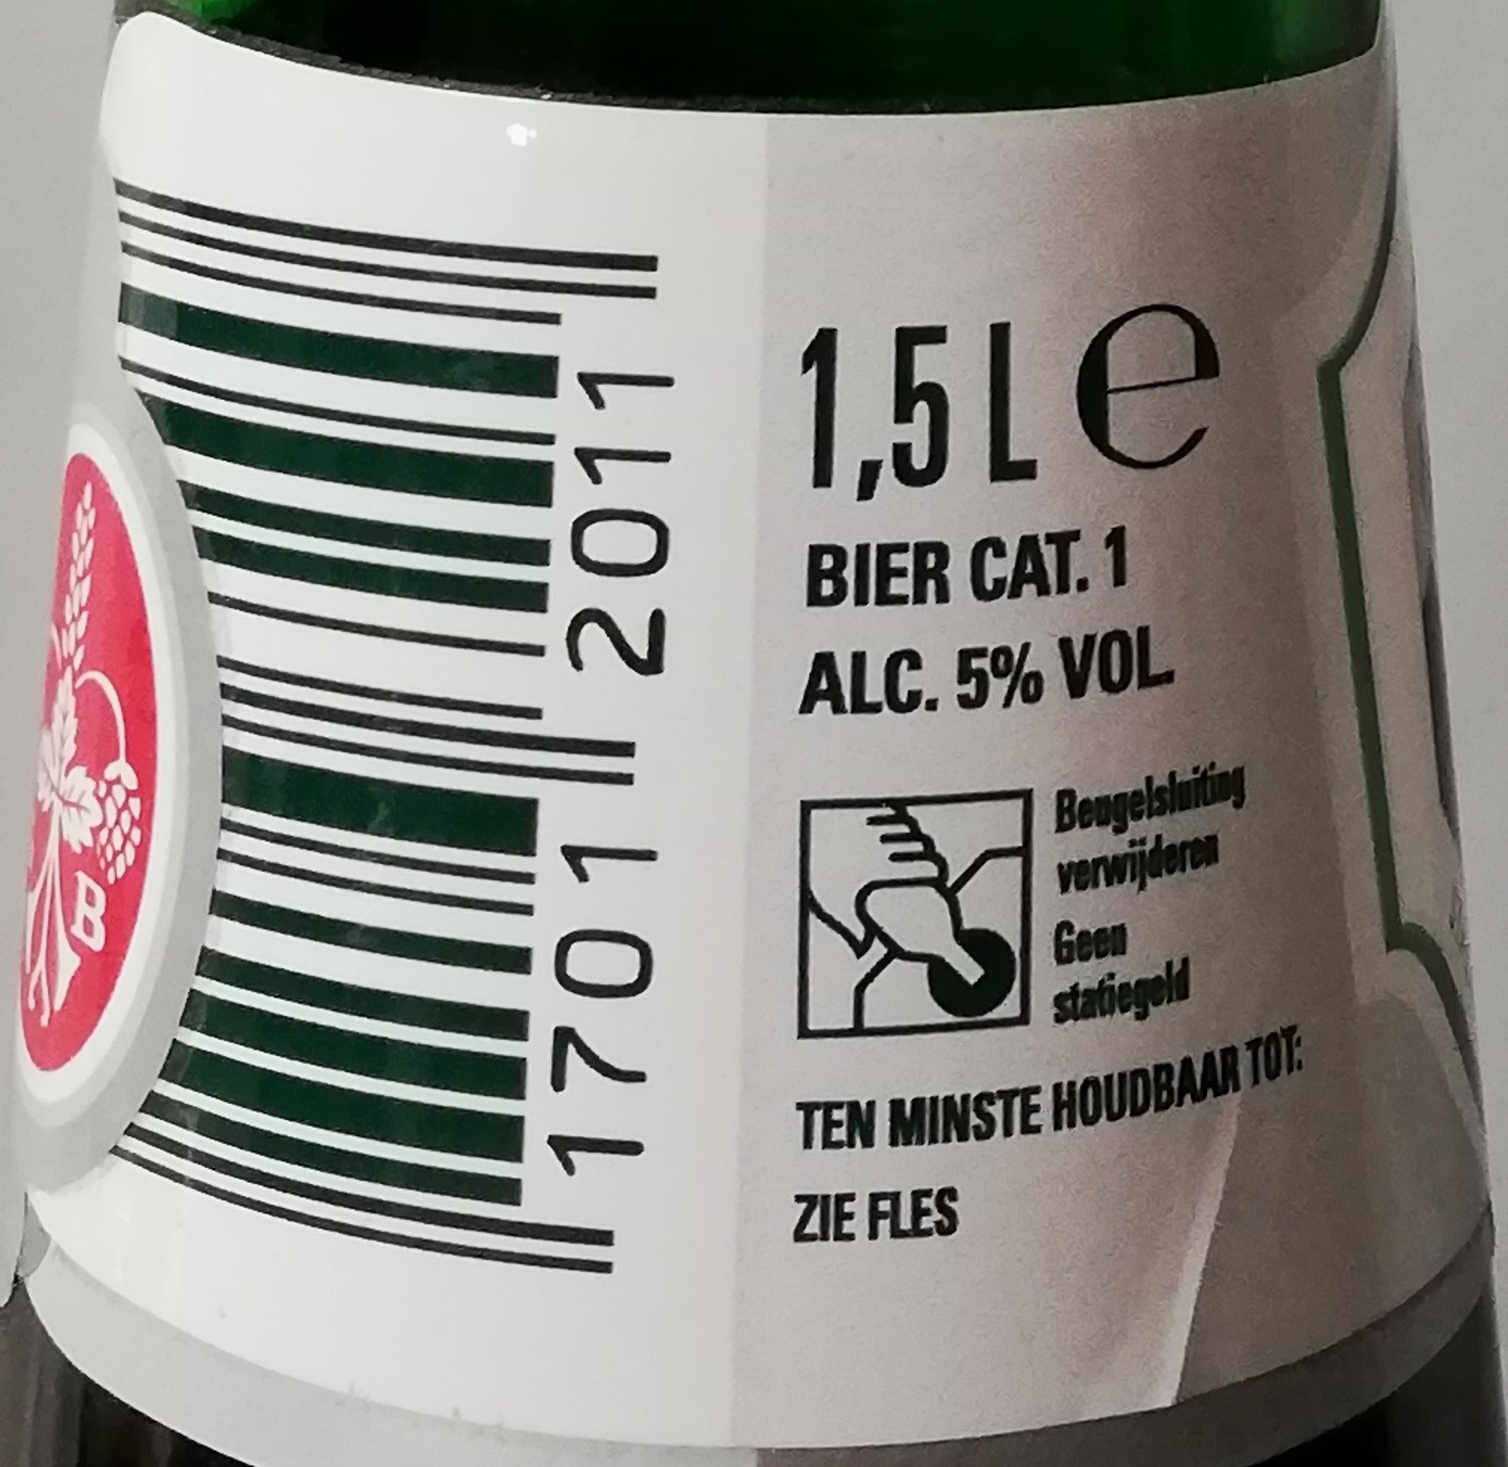 1701 2011
B
1,5 L e
BIER CAT. 1
ALC. 5% VOL.
Beugelsluiting
verwijderen
Geen
statiegeld
TEN MINSTE HOUDBAAR TOT:
ZIE FLES